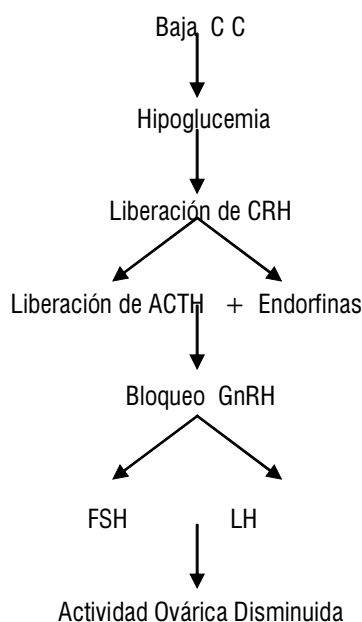 Baja C C
Hipoglucemia
Liberación de CRH
Liberación de ACTH + Endorfinas
Bloqueo GnRH
FSH LH
Actividad Ovárica Disminuida